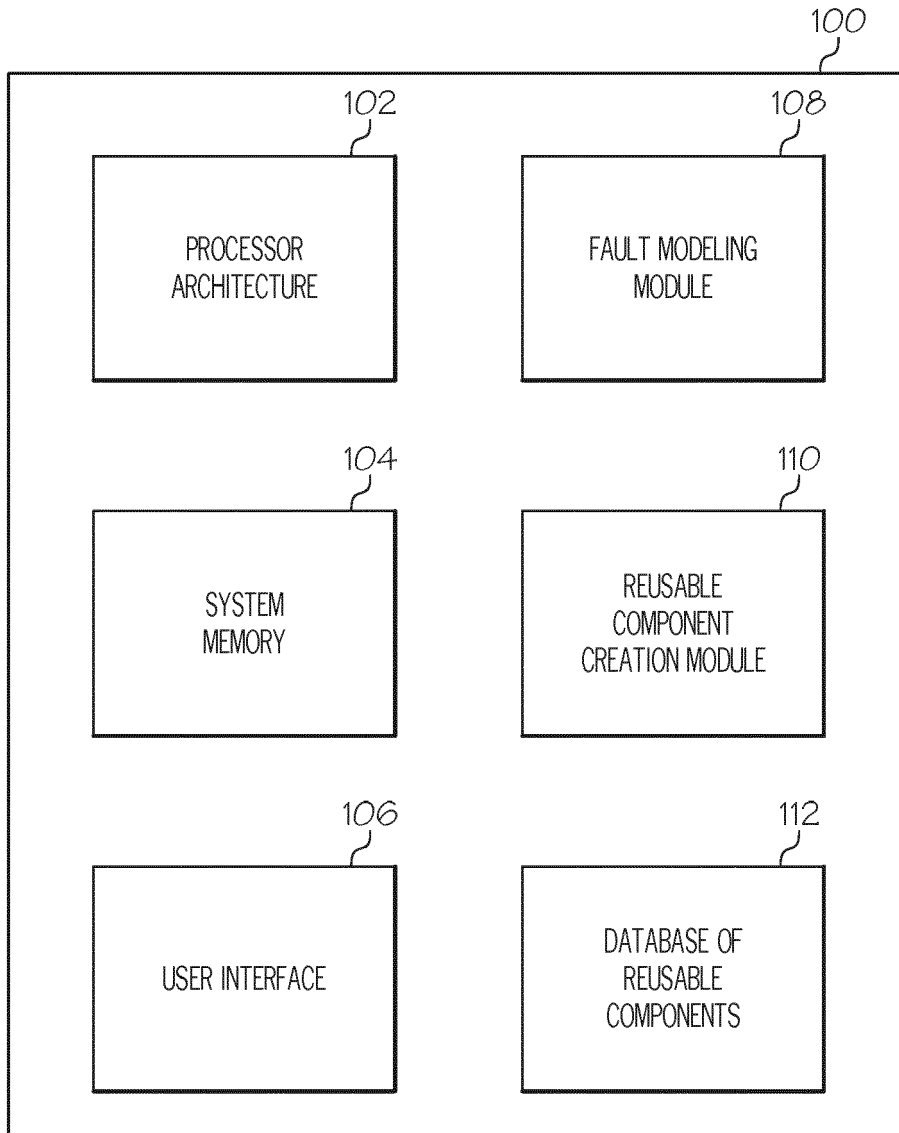 100
102
PROCESSOR
ARCHITECTURE
108
FAULT MODELING
MODULE
104
SYSTEM
MEMORY
110
REUSABLE
COMPONENT
CREATION MODULE
106
USER INTERFACE
112
DATABASE OF
REUSABLE
COMPONENTS